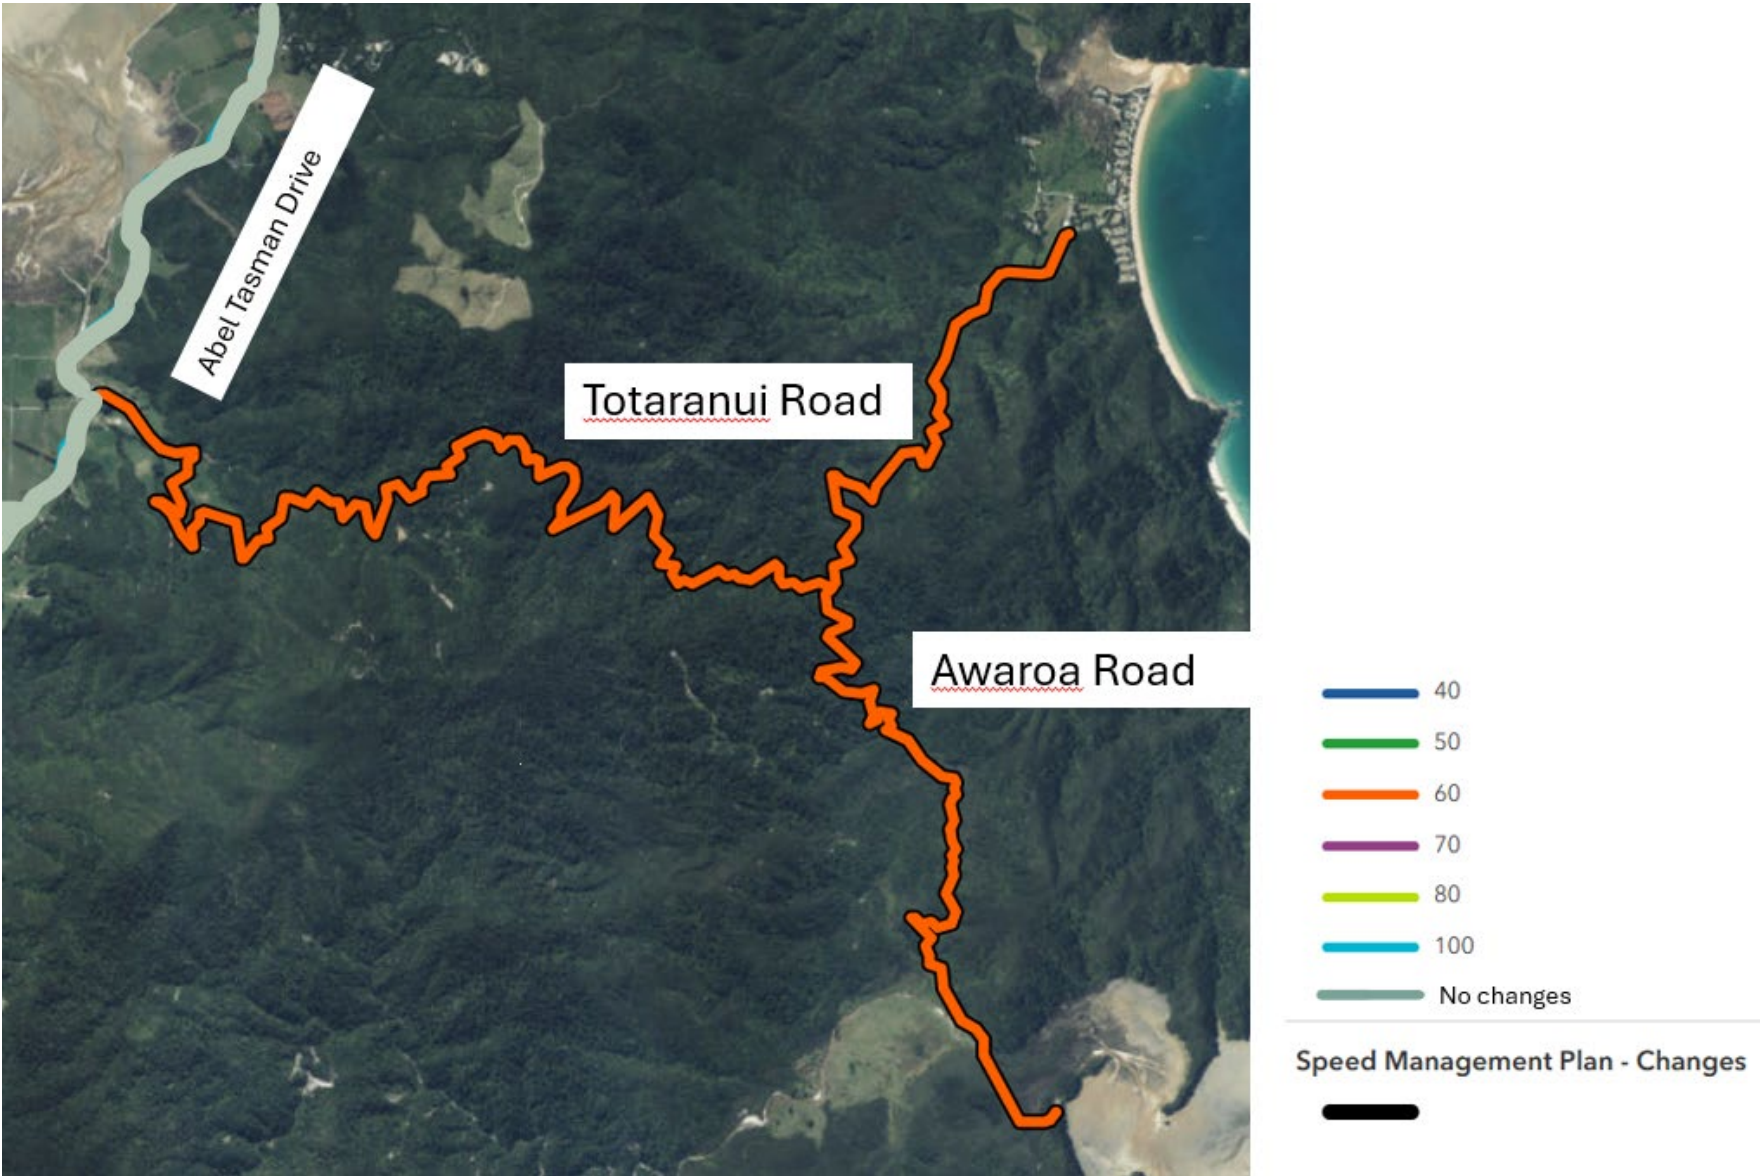 Abel Tasman Drive
Totaranui Road
Awaroa Road
40
50
60
70
80
100
No changes
Speed Management Plan - Changes